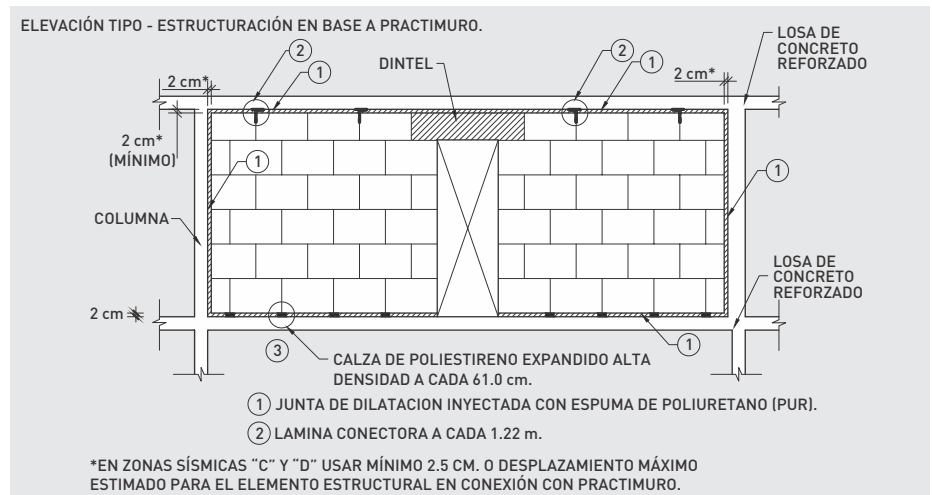 ELEVACIÓN TIPO - ESTRUCTURACIÓN EN BASE A PRACTIMURO.
2
1
DINTEL
2
1
LOSA DE
CONCRETO
REFORZADO
2 cm*
2 cm*
2 cm*
(MÍNIMO)
1
1
COLUMNA
LOSA DE
CONCRETO
REFORZADO
2 cm
3
1
CALZA DE POLIESTIRENO EXPANDIDO ALTA
DENSIDAD A CADA 61.0 cm.
1 JUNTA DE DILATACION INYECTADA CON ESPUMA DE POLIURETANO (PUR).
2 LAMINA CONECTORA A CADA 1.22 m.
*EN ZONAS SÍSMICAS “C” Y “D” USAR MÍNIMO 2.5 CM. O DESPLAZAMIENTO MÁXIMO
ESTIMADO PARA EL ELEMENTO ESTRUCTURAL EN CONEXIÓN CON PRACTIMURO.